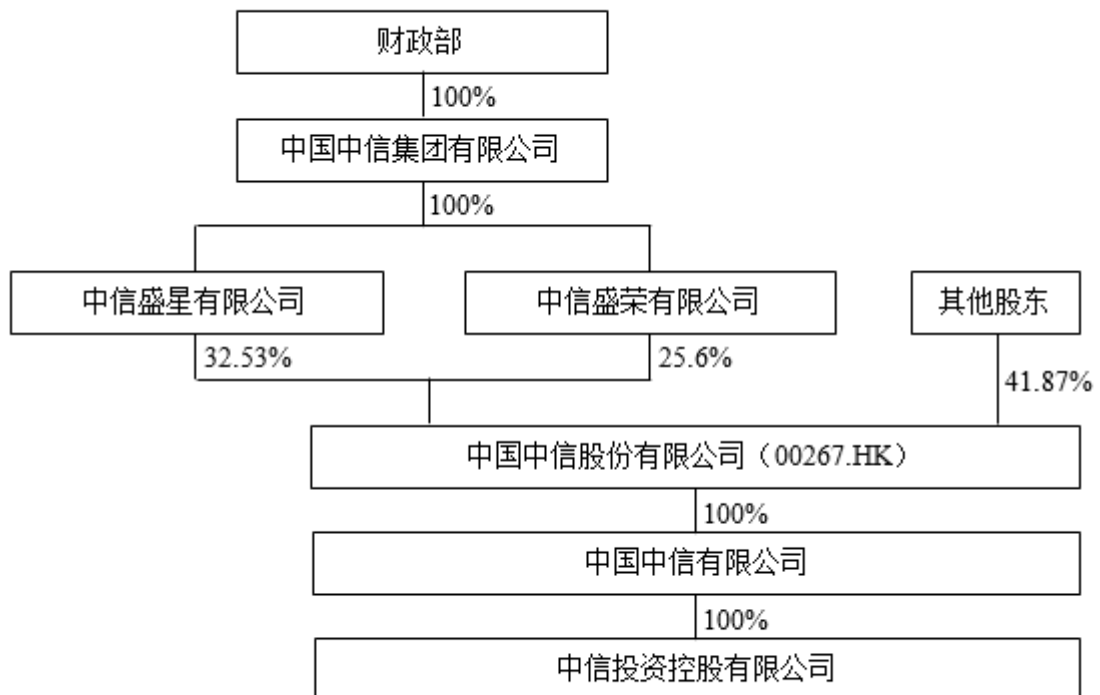 财政部
100%
中国中信集团有限公司
100%
中信盛星有限公司
中信盛荣有限公司
其他股东
32.53%
25.6%
41.87%
中国中信股份有限公司（00267.HK）
100%
中国中信有限公司
100%
中信投资控股有限公司